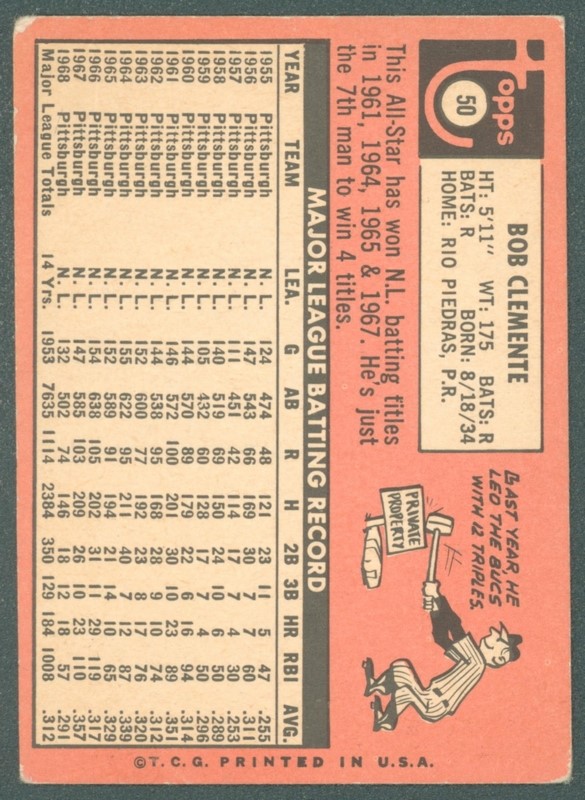 Topps
50
BOB CLEMENTE
HT: 5'11" WT: 175 BATS: R
BATS: R BORN: 8/18/34
HOME: RIO PIEDRAS, P.R.
This All-Star has won N.L. batting titles
in 1961, 1964, 1965 & 1967. He's just
the 7th man to win 4 titles.
LAST YEAR, HE
LED THE BUCS
WITH 12 TRIPLES.
PRIVATE
PROPERTY
MAJOR LEAGUE BATTING RECORD
YEAR TEAM LEA. G AB R H 2B 3B HR RBI AVG.
1955 Pittsburgh N. L. 124 474 48 121 23 11 5 47 .255
1956 Pittsburgh N. L. 147 543 66 169 30 7 7 60 .311
1957 Pittsburgh N. L. 111 451 42 114 17 7 4 30 .253
1958 Pittsburgh N. L. 140 519 69 150 24 10 6 50 .289
1959 Pittsburgh N. L. 105 432 60 128 17 7 4 50 .296
1960 Pittsburgh N. L. 144 570 89 179 22 6 16 94 .314
1961 Pittsburgh N. L. 146 572 100 201 30 10 23 89 .351
1962 Pittsburgh N. L. 144 538 95 168 28 9 10 74 .312
1963 Pittsburgh N. L. 152 600 77 192 23 8 17 76 .320
1964 Pittsburgh N. L. 155 622 95 211 40 7 12 87 .339
1965 Pittsburgh N. L. 152 589 91 194 21 14 10 65 .329
1966 Pittsburgh N. L. 154 638 105 202 31 11 29 119 .317
1967 Pittsburgh N. L. 147 585 103 209 26 10 23 110 .357
1968 Pittsburgh N. L. 132 502 74 146 18 12 18 57 .291
Major League Totals 14 Yrs. 1953 7635 1114 2384 350 129 184 1008 .312
©T.C.G. PRINTED IN U.S.A.